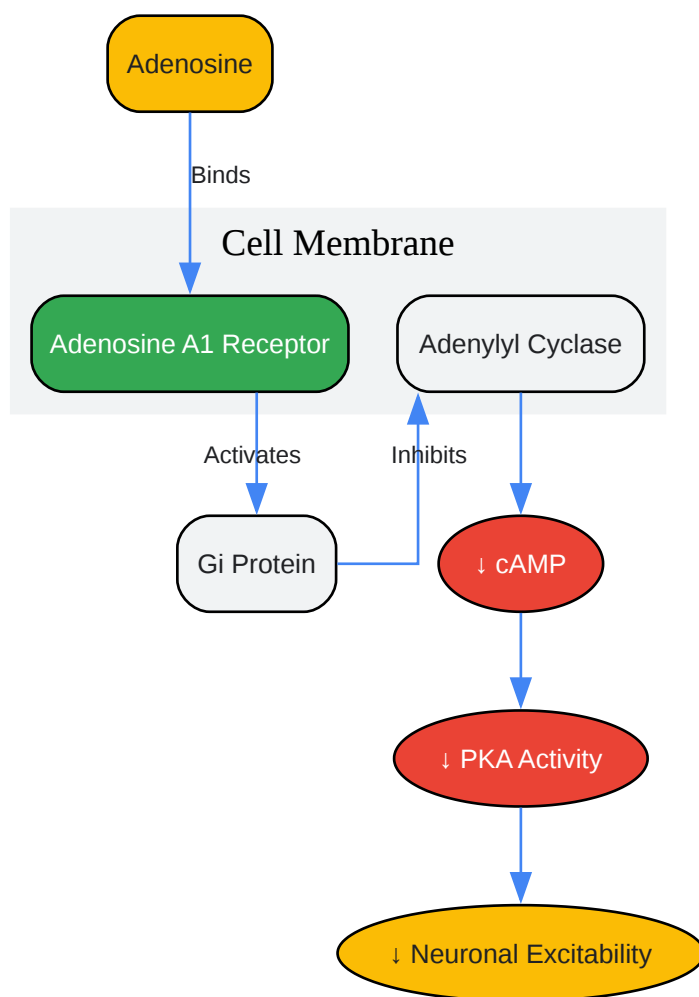 Adenosine
Binds
Cell Membrane
Adenosine A1 Receptor
Adenylyl Cyclase
Activates
Inhibits
Gi Protein
↓ cAMP
↓ PKA Activity
↓ Neuronal Excitability